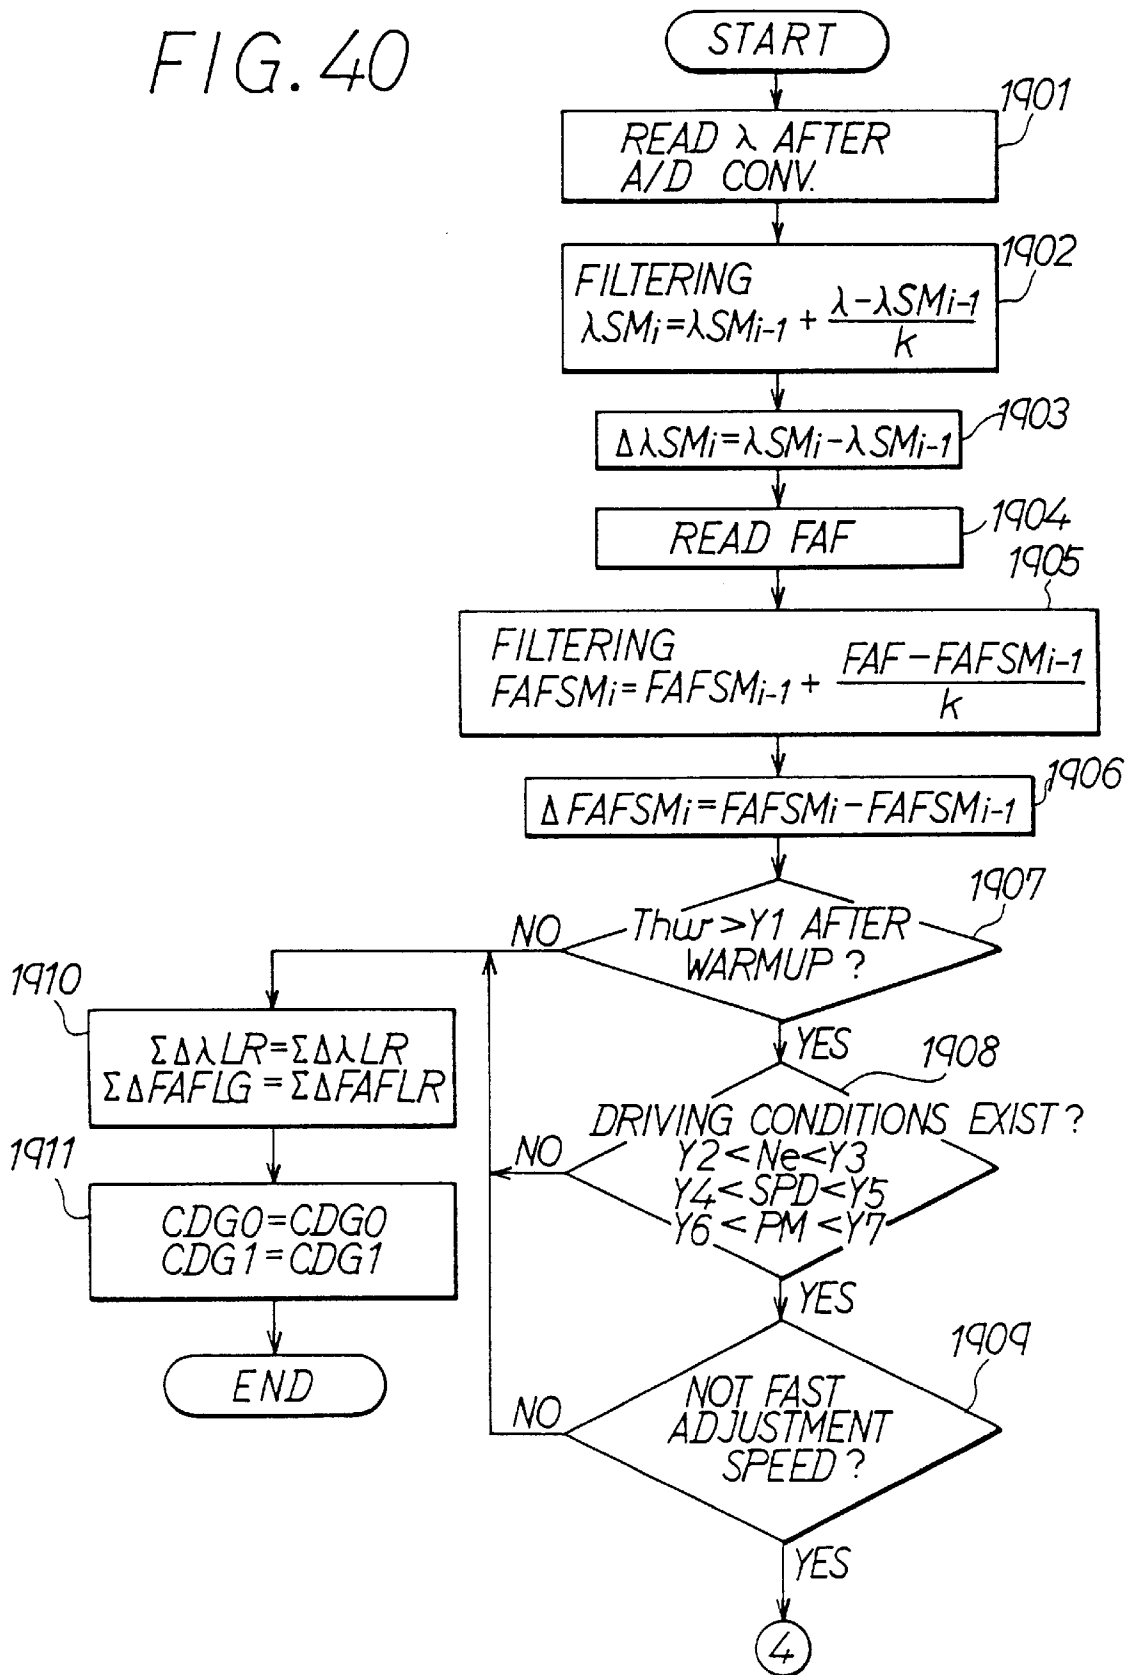 FIG. 40
START
1901
READ λ AFTER
A/D CONV.
1902
FILTERING
λSMi=λSMi-1 + (λ-λSMi-1)/k
1903
ΔλSMi=λSMi-λSMi-1
1904
READ FAF
1905
FILTERING
FAFSMi=FAFSMi-1 + (FAF-FAFSMi-1)/k
1906
ΔFAFSMi=FAFSMi-FAFSMi-1
1907
Thw>Y1 AFTER
WARMUP?
NO
YES
1908
DRIVING CONDITIONS EXIST?
Y2<Ne<Y3
Y4<SPD<Y5
Y6<PM<Y7
NO
YES
1909
NOT FAST
ADJUSTMENT
SPEED?
NO
YES
4
1910
ΣΔλLR=ΣΔλLR
ΣΔFAFLG=ΣΔFAFLR
1911
CDG0=CDG0
CDG1=CDG1
END